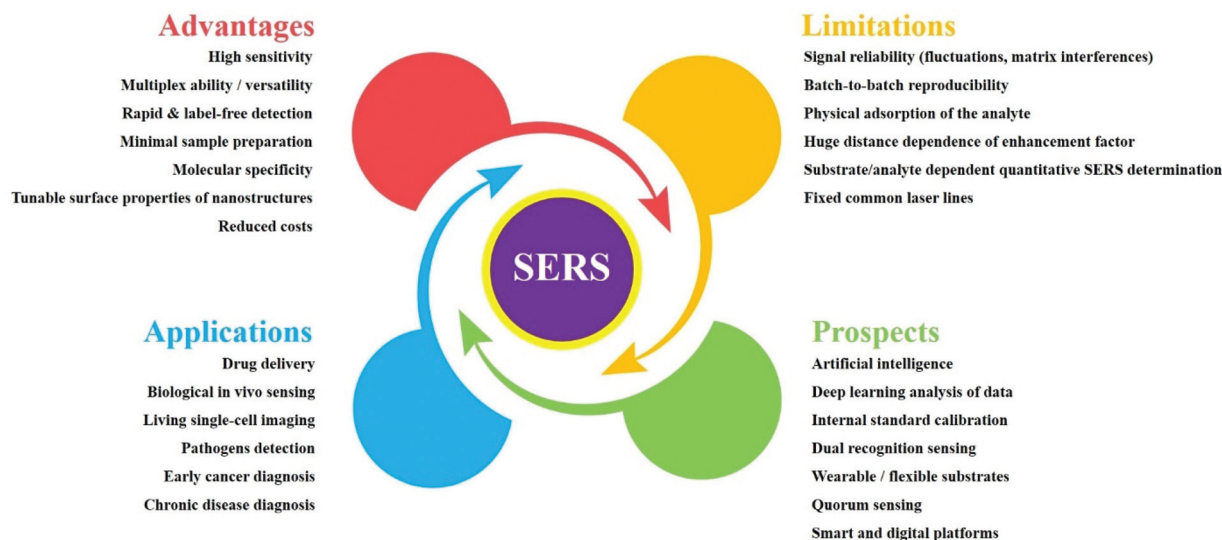 Advantages
High sensitivity
Multiplex ability / versatility
Rapid & label-free detection
Minimal sample preparation
Molecular specificity
Tunable surface properties of nanostructures
Reduced costs
Limitations
Signal reliability (fluctuations, matrix interferences)
Batch-to-batch reproducibility
Physical adsorption of the analyte
Huge distance dependence of enhancement factor
Substrate/analyte dependent quantitative SERS determination
Fixed common laser lines
SERS
Applications
Drug delivery
Biological in vivo sensing
Living single-cell imaging
Pathogens detection
Early cancer diagnosis
Chronic disease diagnosis
Prospects
Artificial intelligence
Deep learning analysis of data
Internal standard calibration
Dual recognition sensing
Wearable / flexible substrates
Quorum sensing
Smart and digital platforms